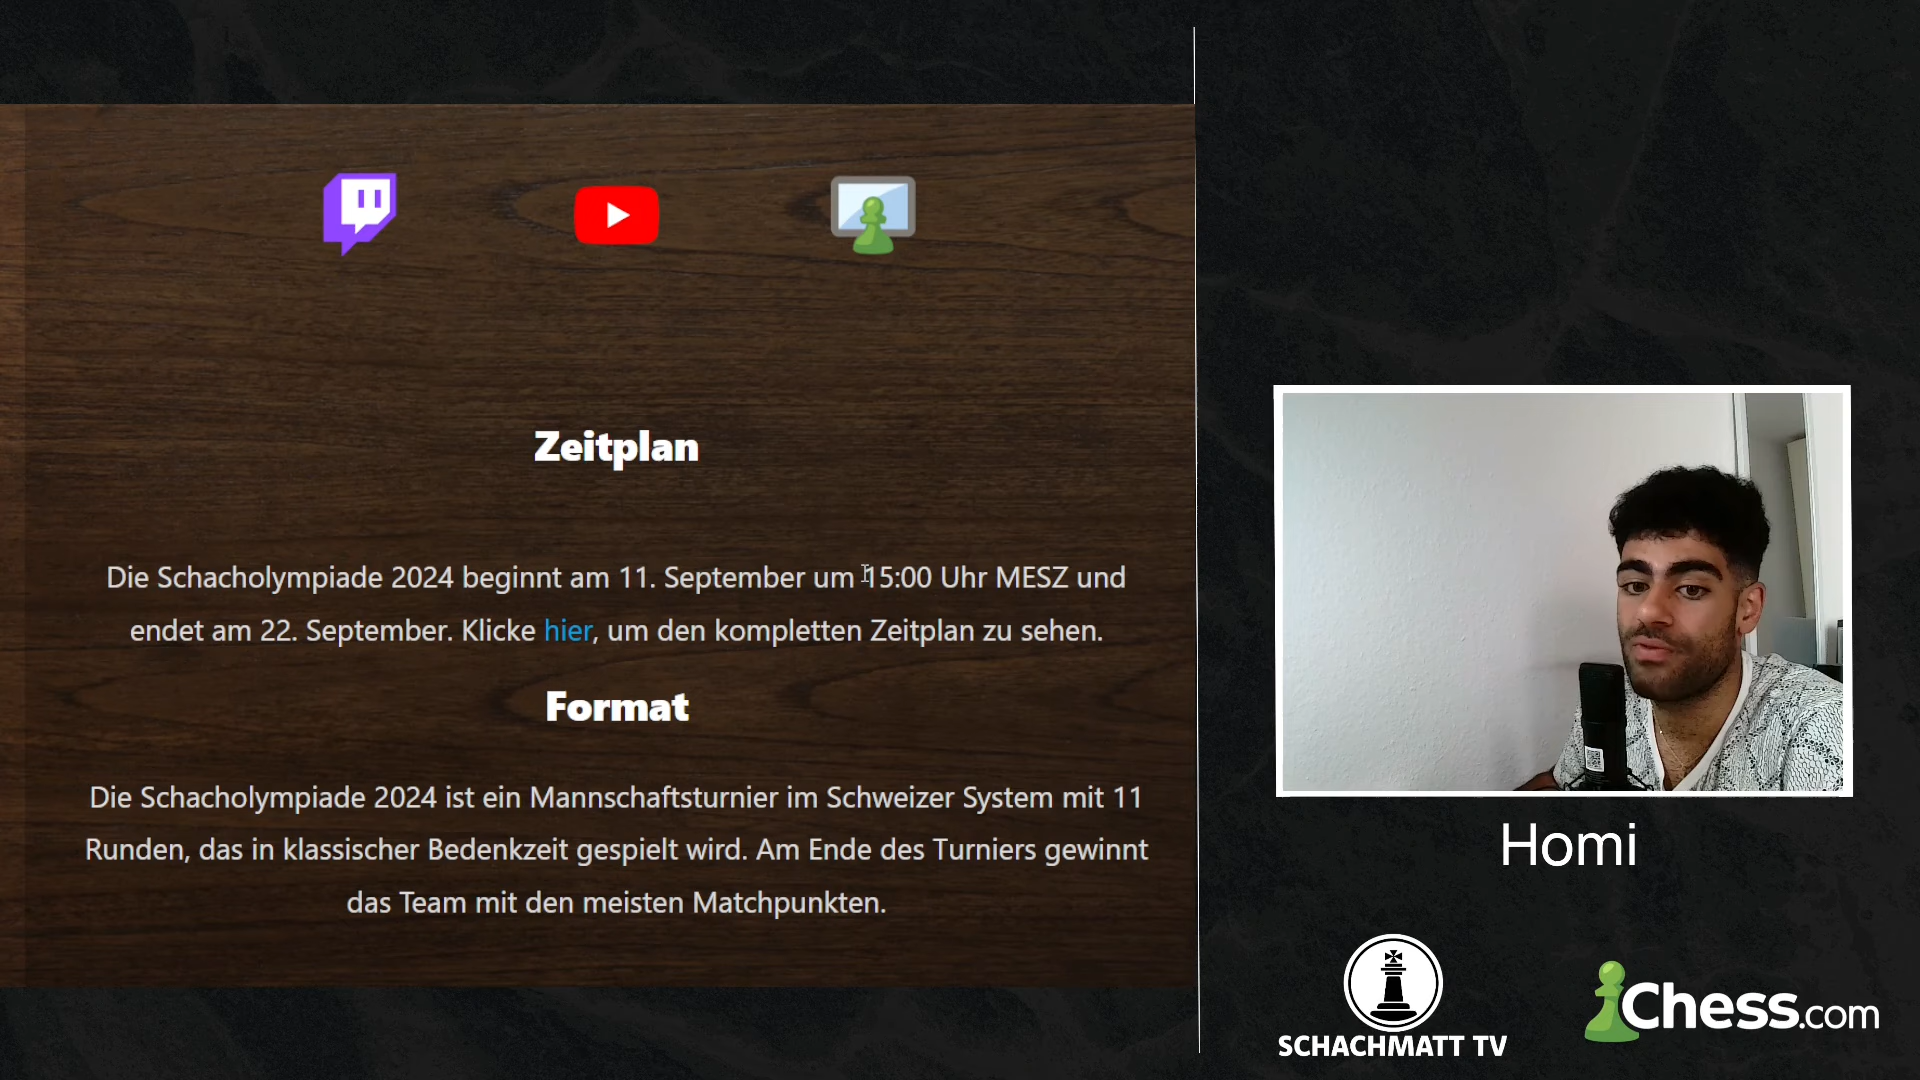 Zeitplan
Die Schacholympiade 2024 beginnt am 11. September um 15:00 Uhr MESZ und
endet am 22. September. Klicke hier, um den kompletten Zeitplan zu sehen.
Format
Die Schacholympiade 2024 ist ein Mannschaftsturnier im Schweizer System mit 11
Runden, das in klassischer Bedenkzeit gespielt wird. Am Ende des Turniers gewinnt
das Team mit den meisten Matchpunkten.
Homi
SCHACHMATT TV
Chess.com